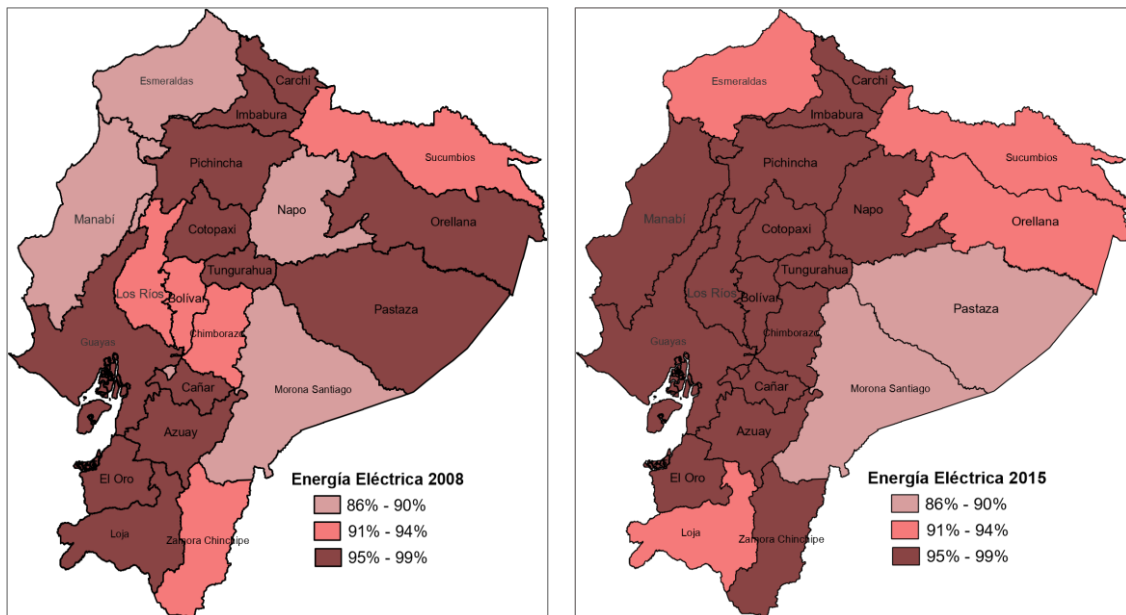 Esmeraldas
Carchi
Imbabura
Sucumbios
Pichincha
Manabí
Napo
Orellana
Cotopaxi
Tungurahua
Los Ríos
Bolívar
Pastaza
Chimborazo
Guayas
Cañar
Morona Santiago
Azuay
El Oro
Loja
Zamora Chinchipe
Energía Eléctrica 2008
86% - 90%
91% - 94%
95% - 99%
Esmeraldas
Carchi
Imbabura
Sucumbios
Pichincha
Manabí
Napo
Orellana
Cotopaxi
Tungurahua
Los Ríos
Bolívar
Pastaza
Chimborazo
Guayas
Cañar
Morona Santiago
Azuay
El Oro
Loja
Zamora Chinchipe
Energía Eléctrica 2015
86% - 90%
91% - 94%
95% - 99%